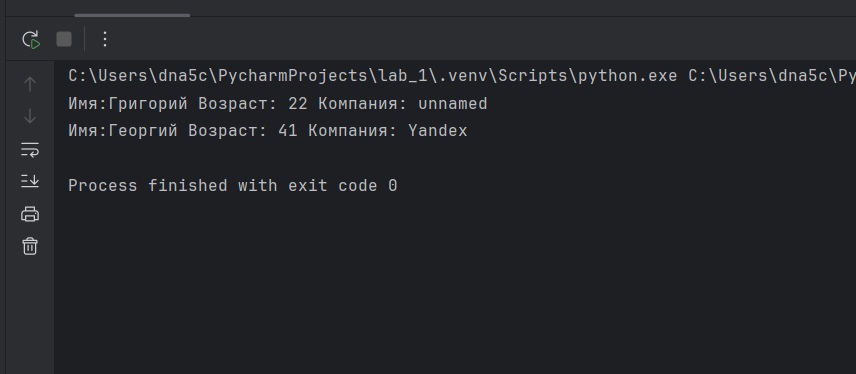 C:\Users\dna5c\PycharmProjects\lab_1\.venv\Scripts\python.exe C:\Users\dna5c\Py
Имя:Григорий Возраст: 22 Компания: unnamed
Имя:Георгий Возраст: 41 Компания: Yandex
Process finished with exit code 0